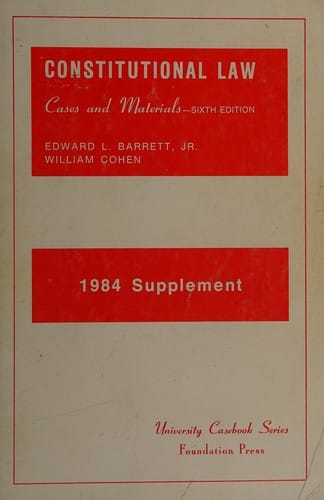 CONSTITUTIONAL LAW
Cases and Materials—SIXTH EDITION
EDWARD L. BARRETT, JR.
WILLIAM COHEN
1984 Supplement
University Casebook Series
Foundation Press